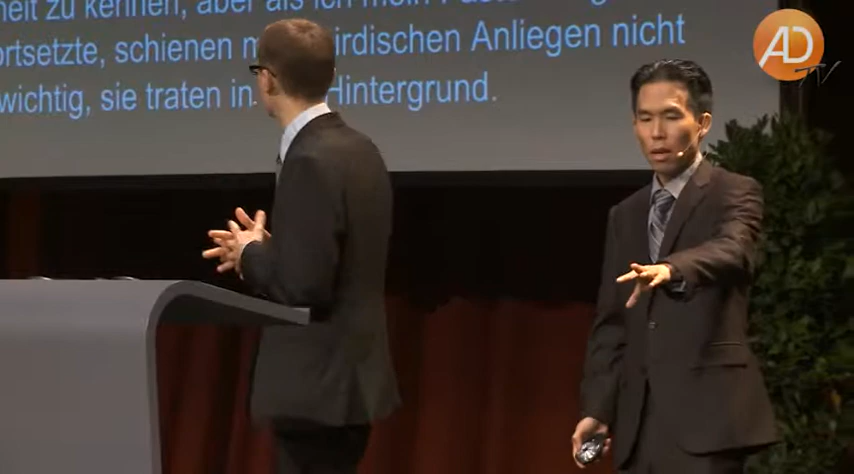 zu kennen, aber als ich mein
ortsetzte, schienen irdischen Anliegen nicht
wichtig, sie traten in Hintergrund.
AD
TV